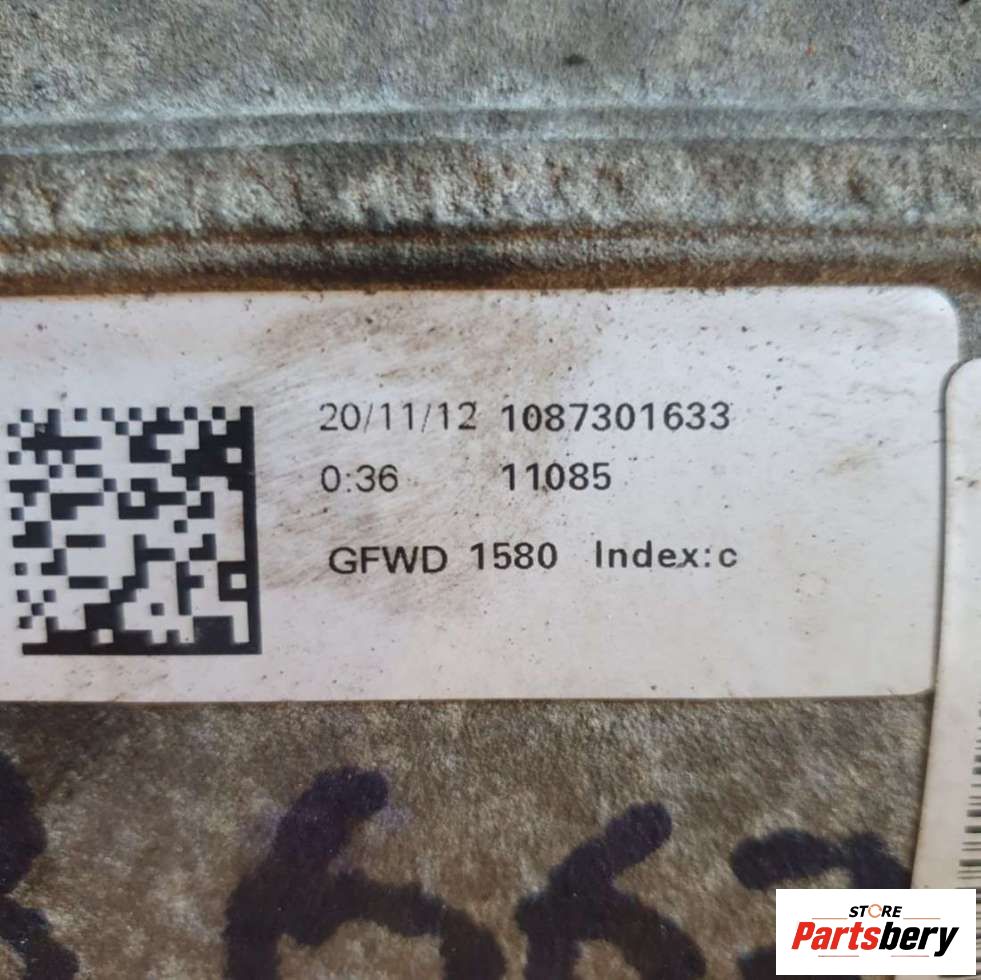 20/11/12 1087301633
0:36 11085
GFWD 1580 Index:c
STORE
Partsbery